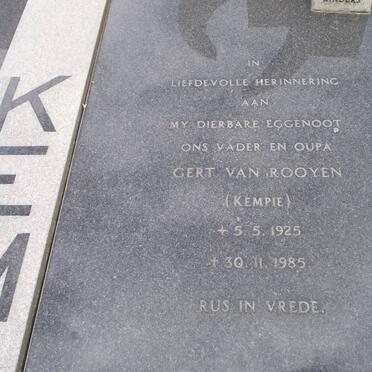 KINDERS
IN
LIEFDEVOLLE HERINNERING
AAN
MY DIERBARE EGGENOOT
ONS VADER EN OUPA
GERT VAN ROOYEN
(KEMPIE)
+ 5. 5. 1925
+ 30. 11. 1985
RUS IN VREDE.
K
E
M